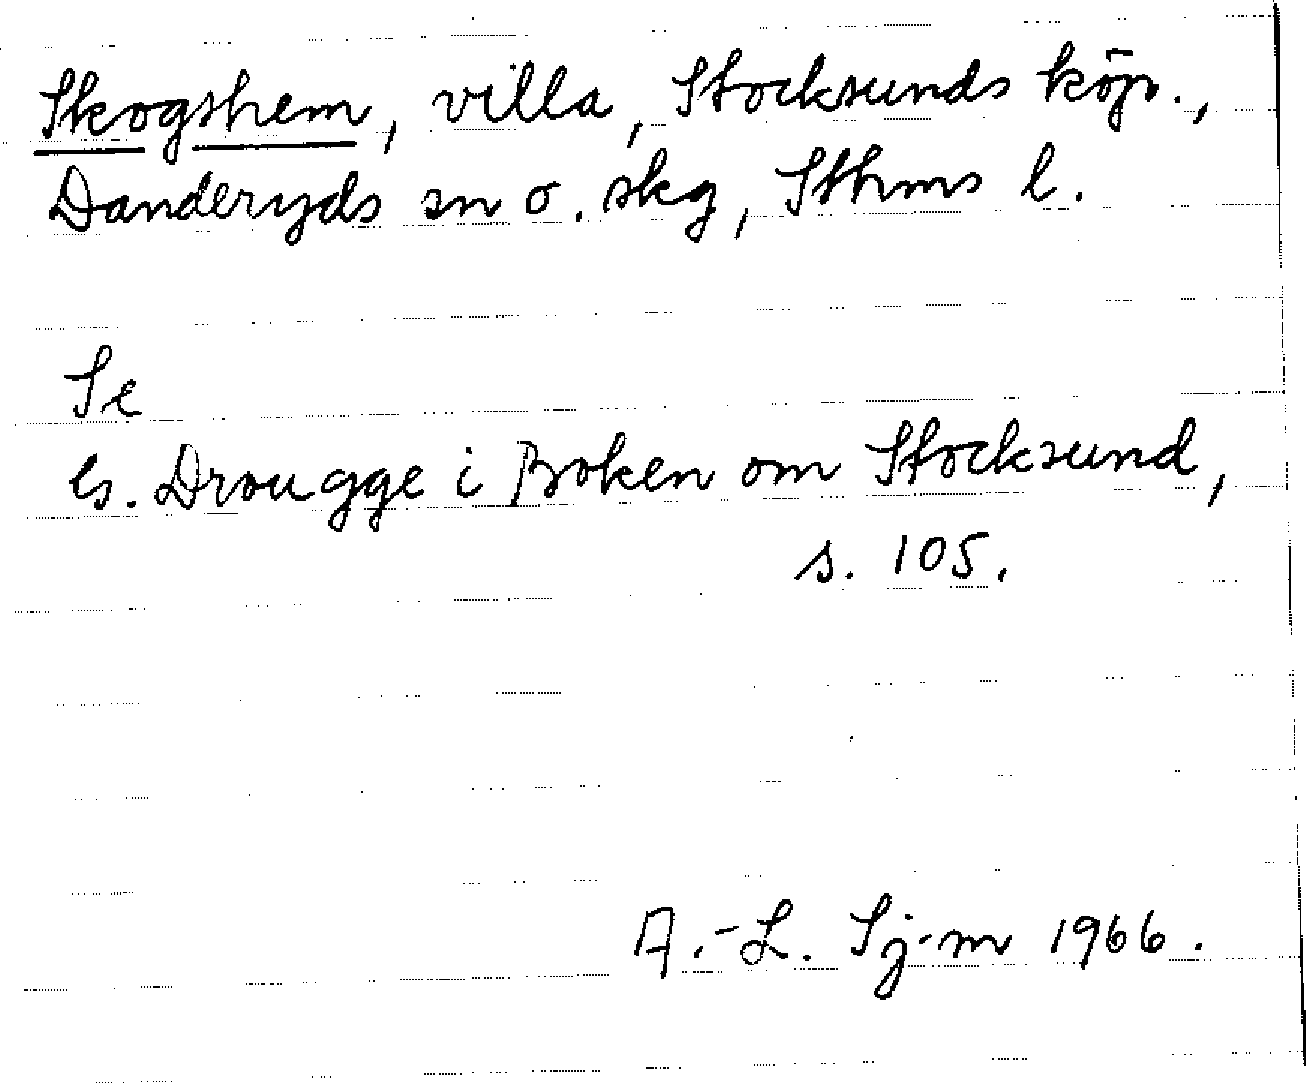 Skogshem, villa, Stocksunds köp.,
Danderyds sn o. skg, Sthms l.
Se
G. Drougge i Boken om Stocksund,
s. 105.
A.-L. Sj-m 1966.